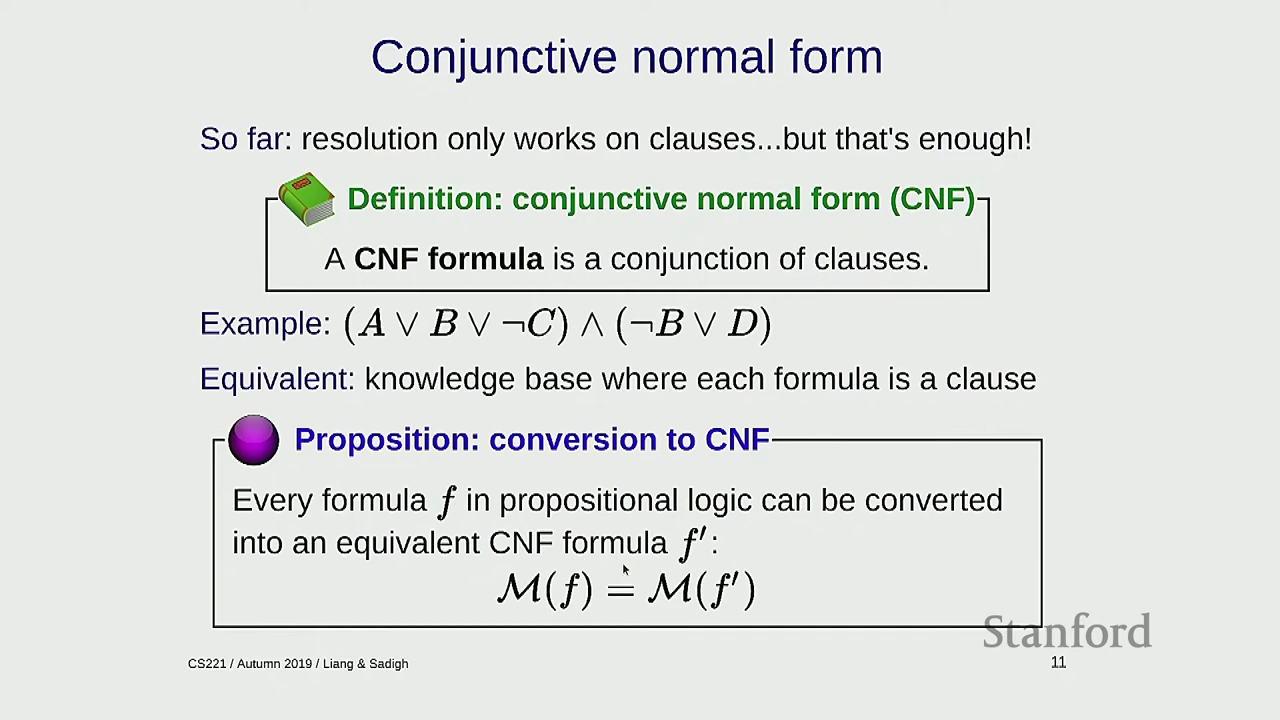 Conjunctive normal form
So far: resolution only works on clauses...but that's enough!
Definition: conjunctive normal form (CNF)
A CNF formula is a conjunction of clauses.
Example: (A ∨ B ∨ ¬C) ∧ (¬B ∨ D)
Equivalent: knowledge base where each formula is a clause
Proposition: conversion to CNF
Every formula f in propositional logic can be converted
into an equivalent CNF formula f′:
ℳ(f) = ℳ(f′)
Stanford
CS221 / Autumn 2019 / Liang & Sadigh
11